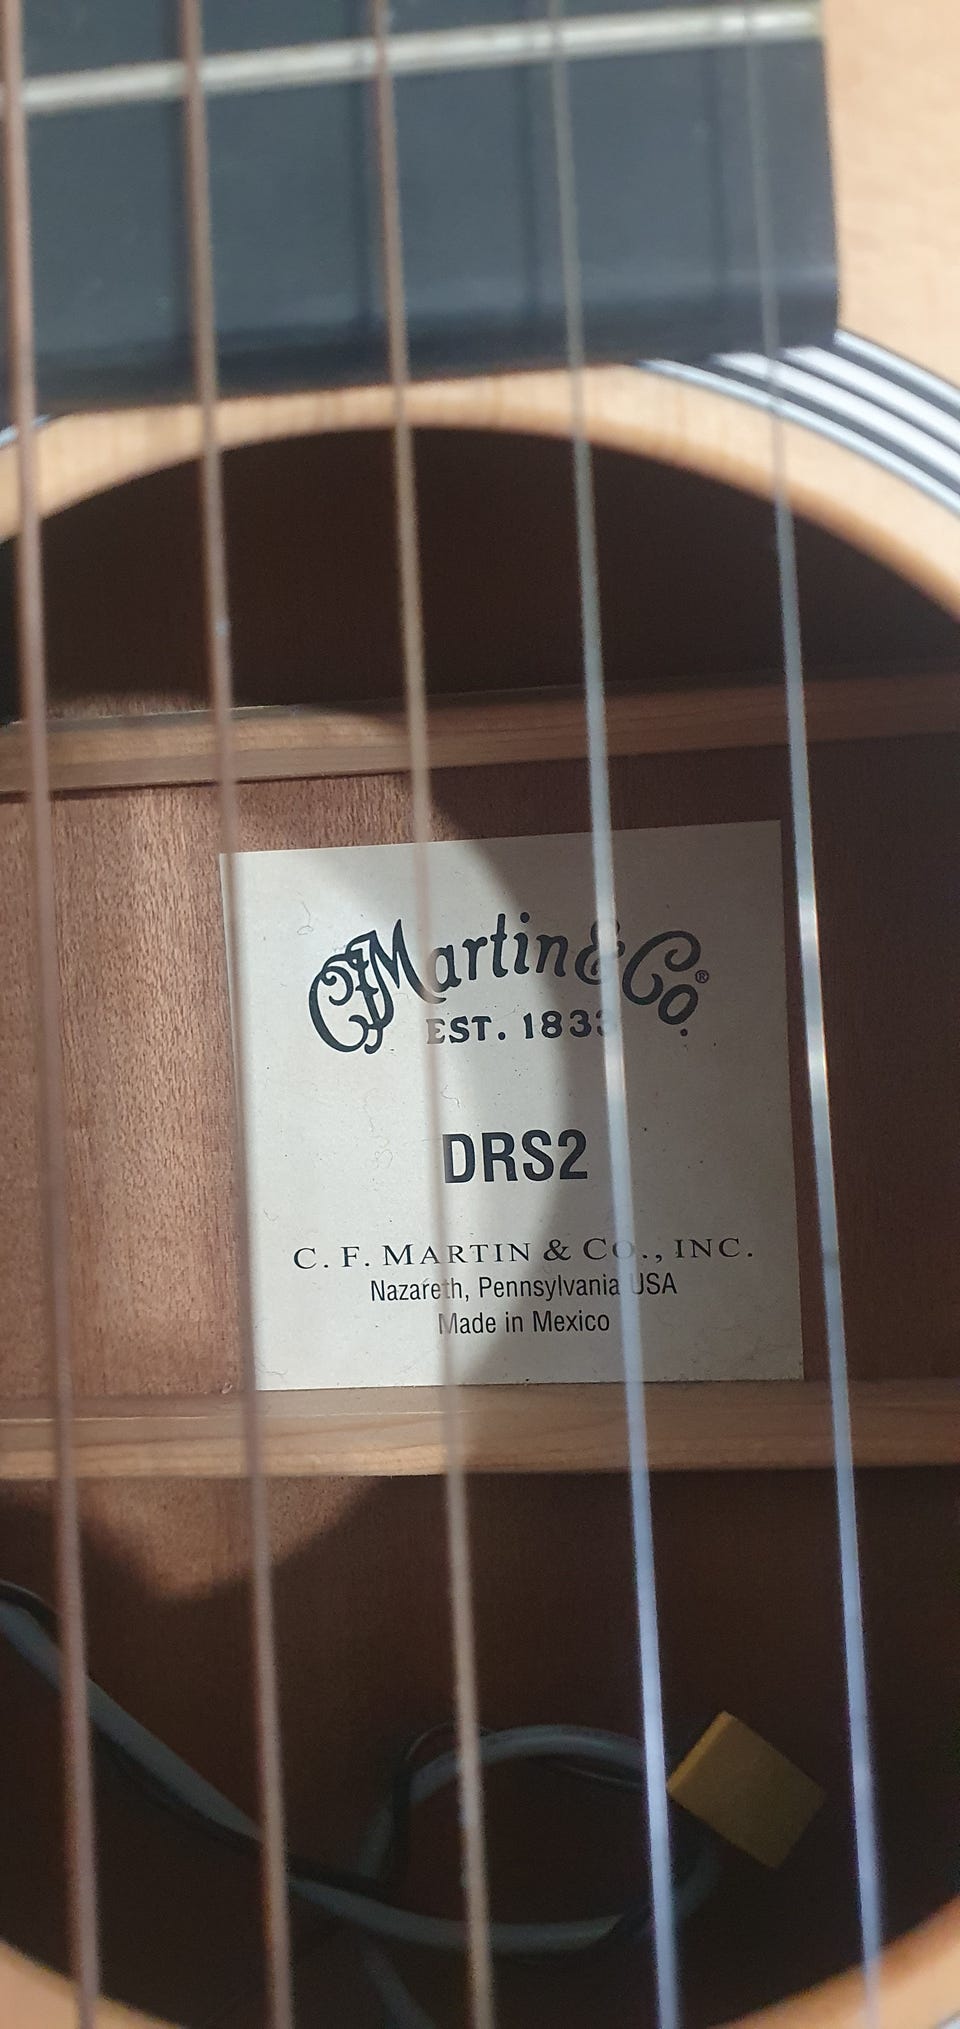 CFMartin & Co®
EST. 1833
DRS2
C. F. MARTIN & CO., INC.
Nazareth, Pennsylvania USA
Made in Mexico